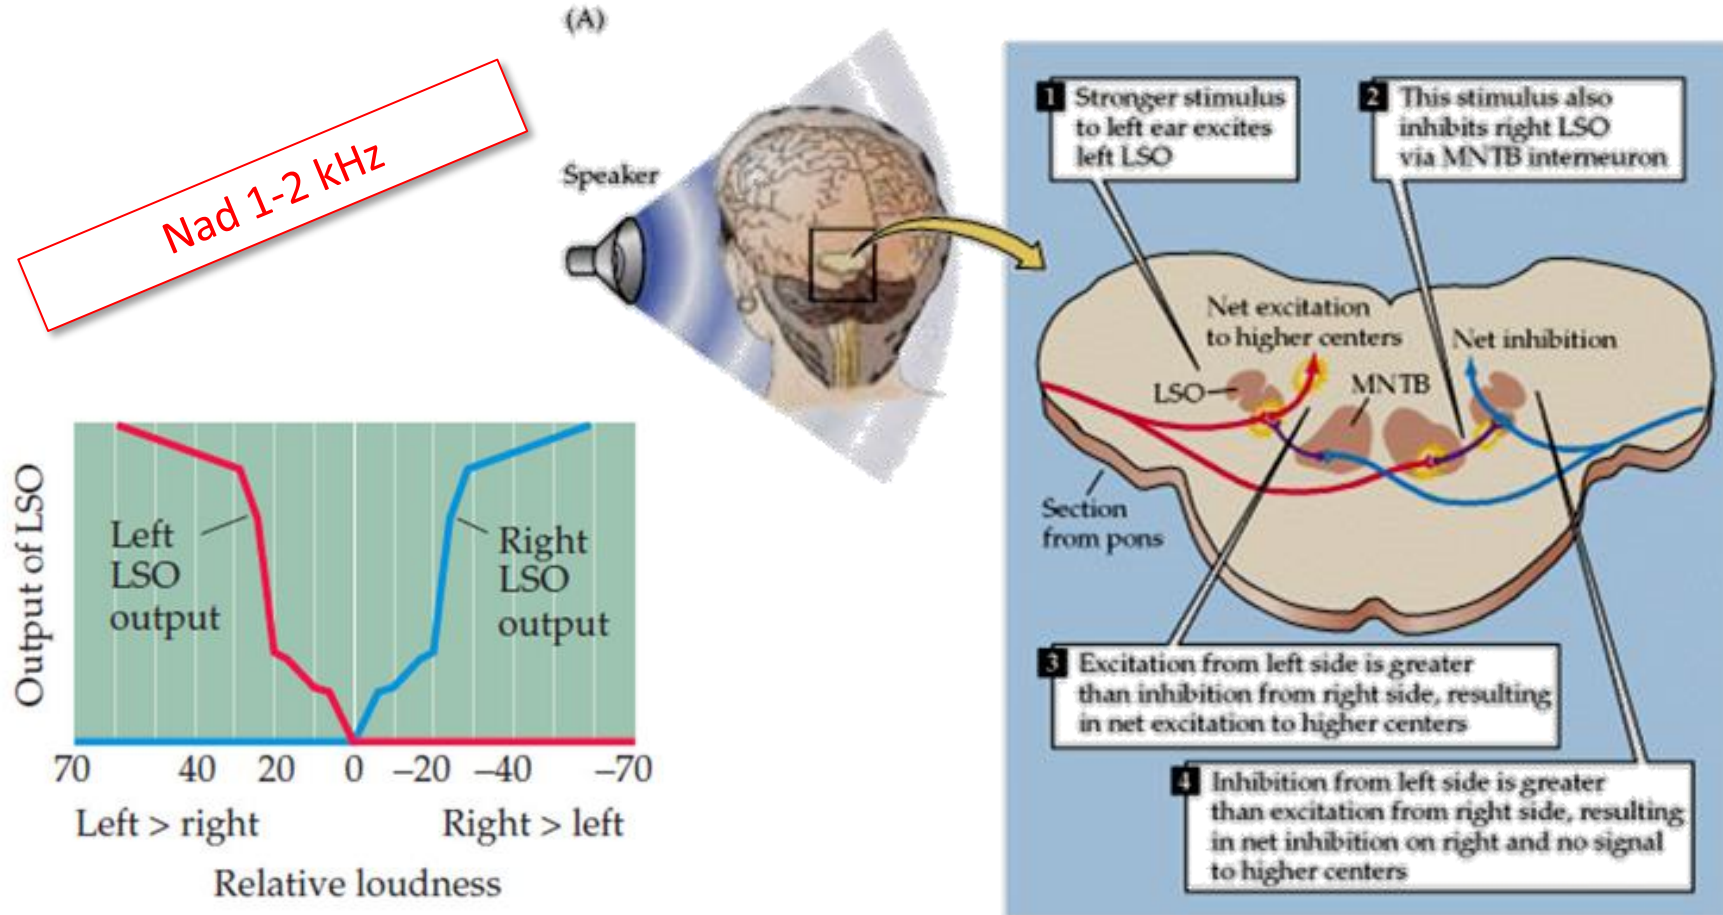 (A)
Nad 1-2 kHz
Speaker
1 Stronger stimulus
to left ear excites
left LSO
2 This stimulus also
inhibits right LSO
via MNTB interneuron
Net excitation
to higher centers
Net inhibition
LSO
MNTB
Section
from pons
3 Excitation from left side is greater
than inhibition from right side, resulting
in net excitation to higher centers
4 Inhibition from left side is greater
than excitation from right side, resulting
in net inhibition on right and no signal
to higher centers
Output of LSO
Left
LSO
output
Right
LSO
output
70 40 20 0 –20 –40 –70
Left > right Right > left
Relative loudness